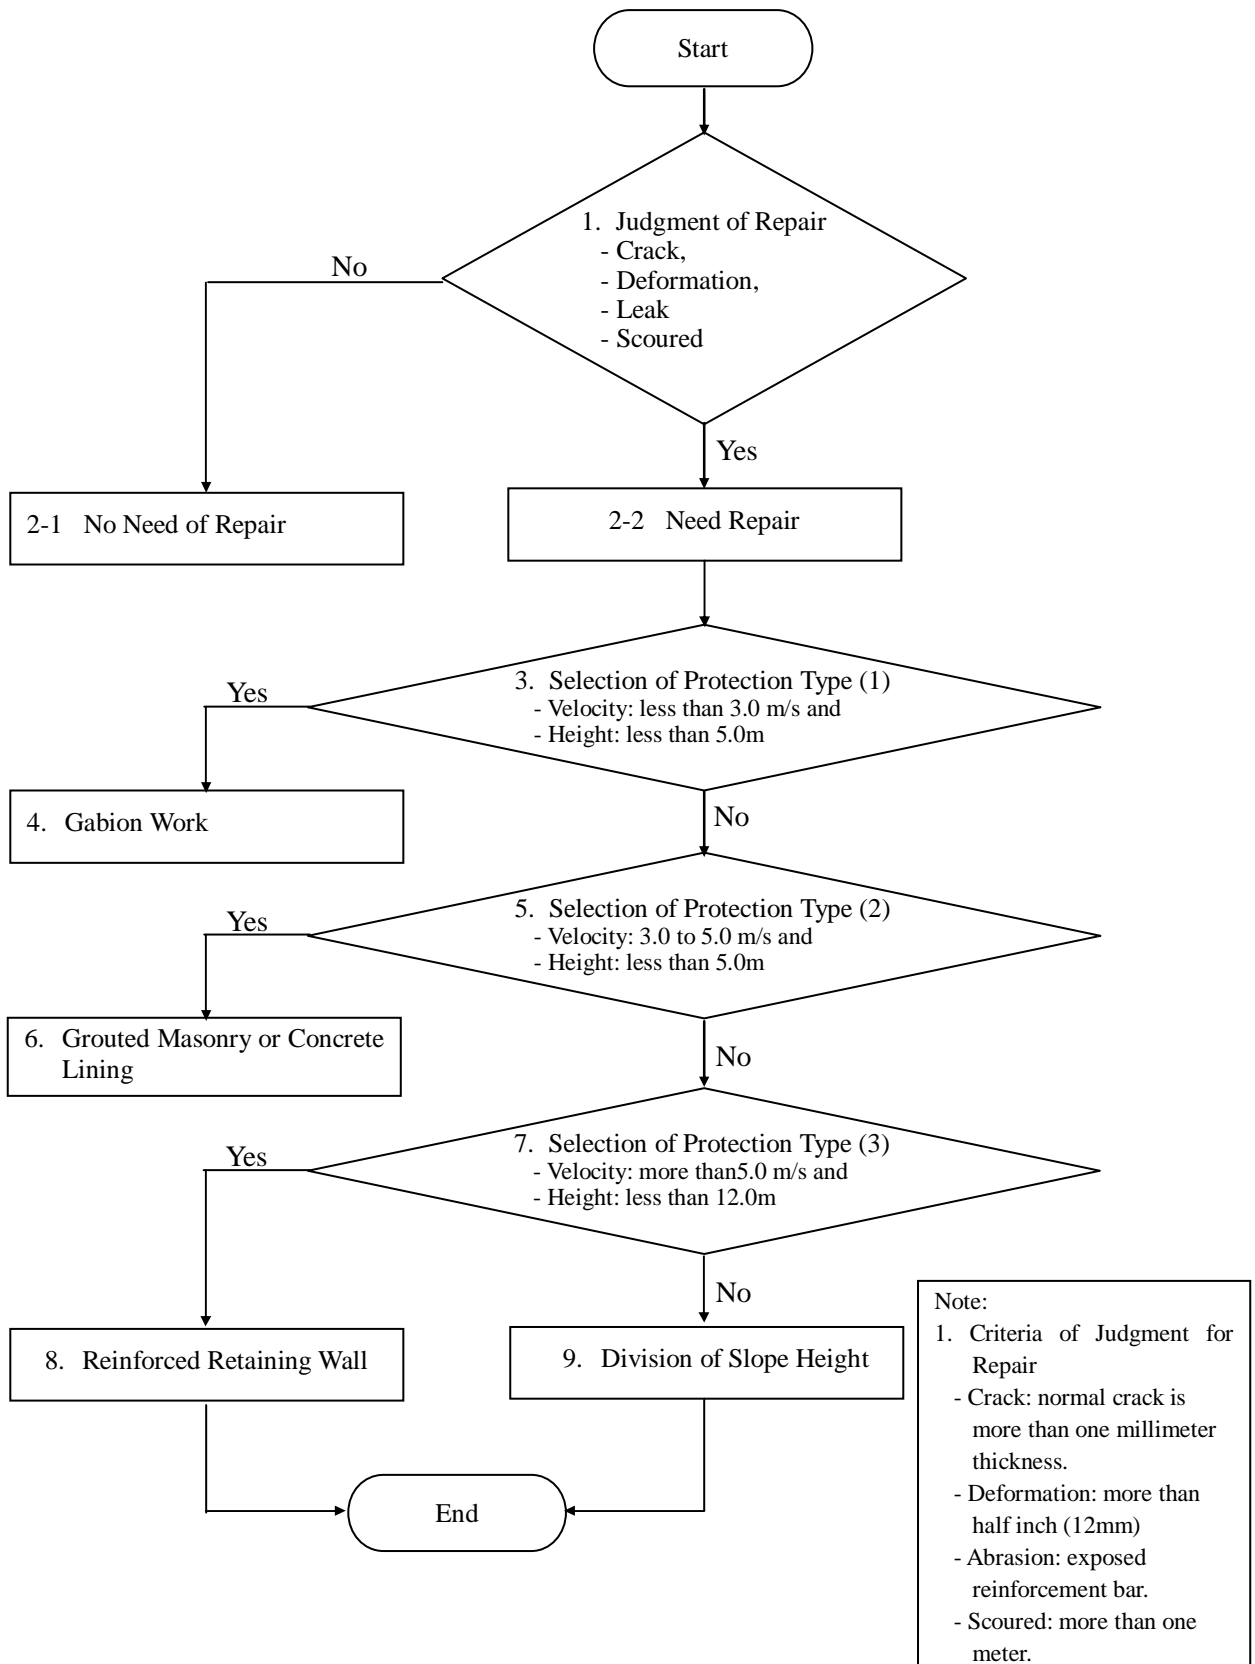 Start
1. Judgment of Repair
- Crack,
- Deformation,
- Leak
- Scoured
No
Yes
2-1 No Need of Repair
2-2 Need Repair
3. Selection of Protection Type (1)
- Velocity: less than 3.0 m/s and
- Height: less than 5.0m
Yes
No
4. Gabion Work
5. Selection of Protection Type (2)
- Velocity: 3.0 to 5.0 m/s and
- Height: less than 5.0m
Yes
No
6. Grouted Masonry or Concrete
Lining
7. Selection of Protection Type (3)
- Velocity: more than5.0 m/s and
- Height: less than 12.0m
Yes
No
8. Reinforced Retaining Wall
9. Division of Slope Height
End
Note:
1. Criteria of Judgment for
Repair
- Crack: normal crack is
more than one millimeter
thickness.
- Deformation: more than
half inch (12mm)
- Abrasion: exposed
reinforcement bar.
- Scoured: more than one
meter.